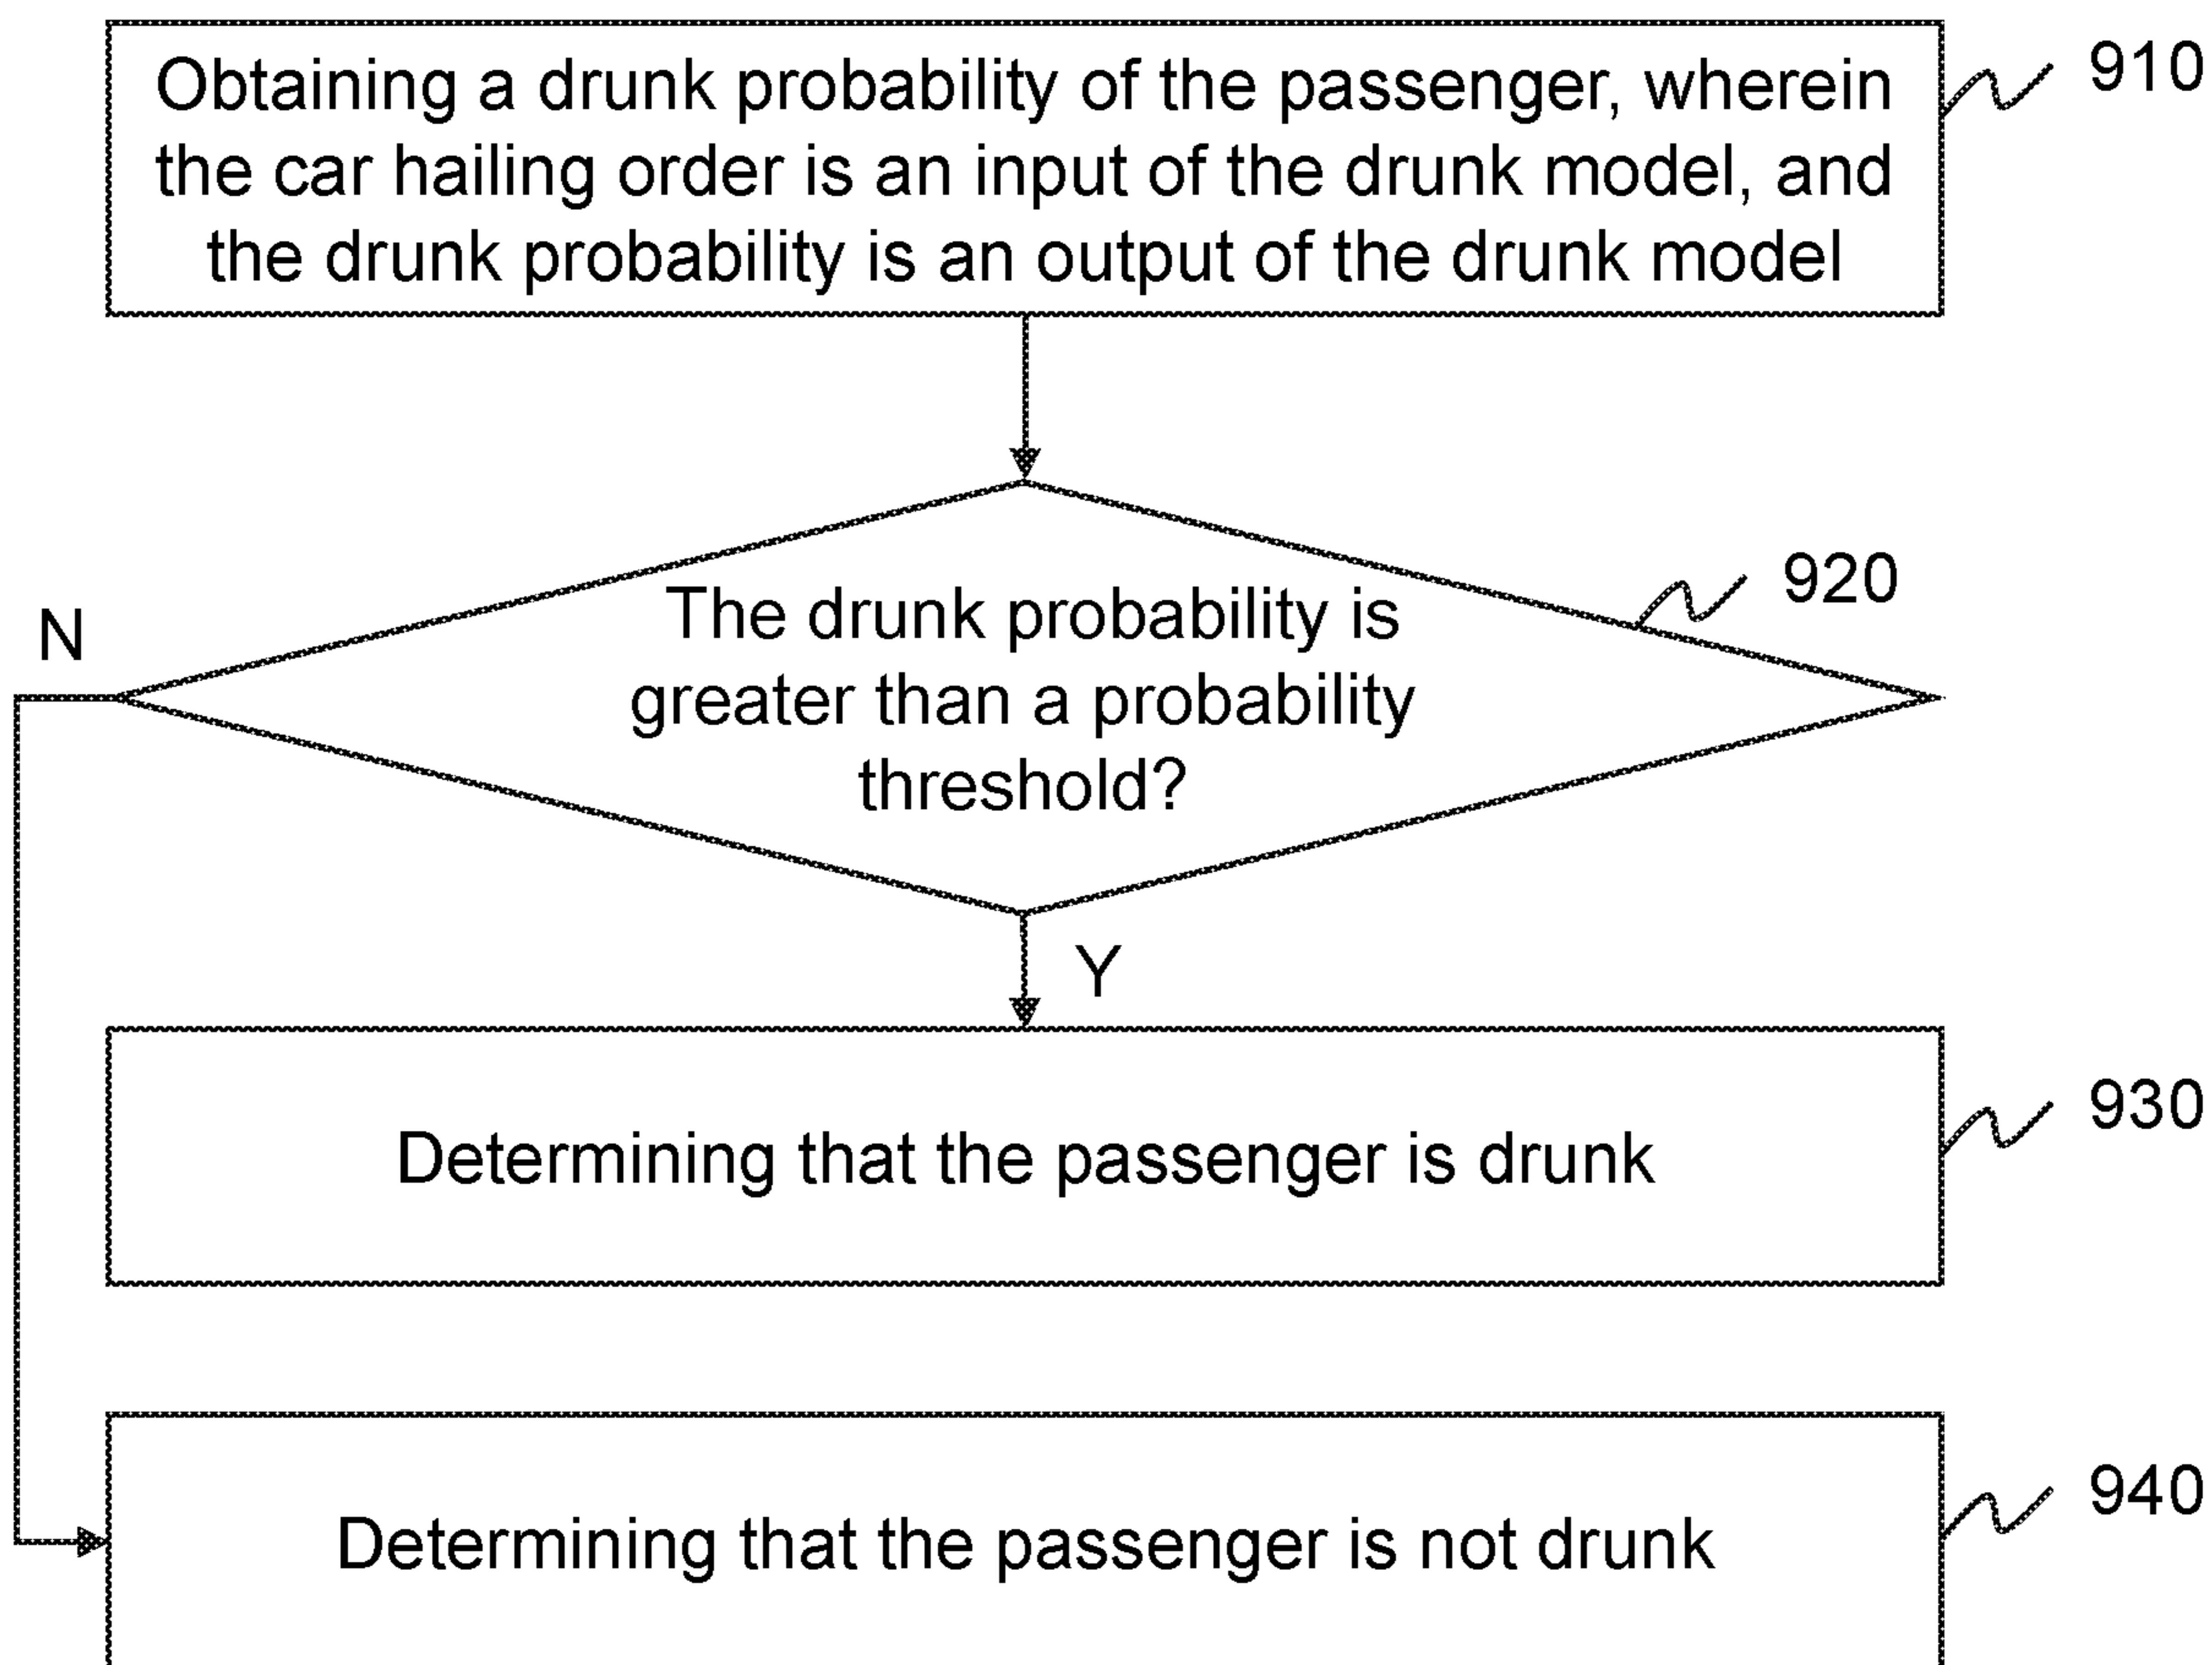 Obtaining a drunk probability of the passenger, wherein
the car hailing order is an input of the drunk model, and
the drunk probability is an output of the drunk model
910
The drunk probability is
greater than a probability
threshold?
920
N
Y
Determining that the passenger is drunk
930
Determining that the passenger is not drunk
940